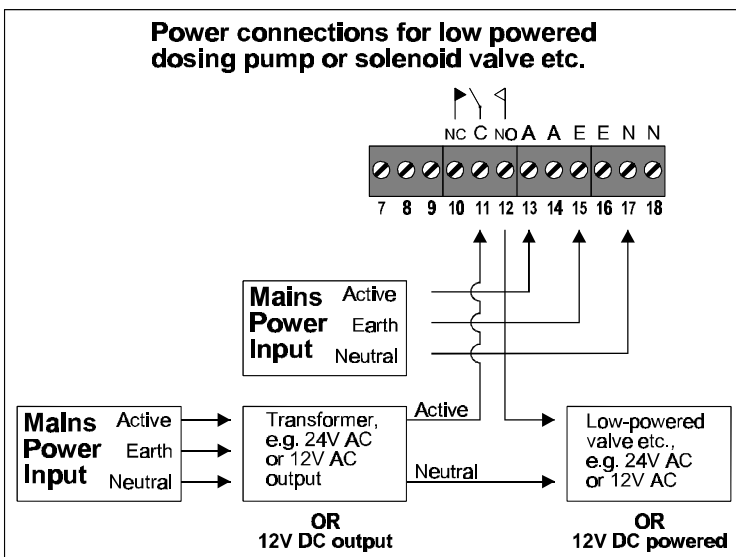 Power connections for low powered
dosing pump or solenoid valve etc.
NC C NO A A E E N N
7 8 9 10 11 12 13 14 15 16 17 18
Mains
Power
Input
Active
Earth
Neutral
Mains
Power
Input
Active
Earth
Neutral
Transformer,
e.g. 24V AC
or 12V AC
output
Active
Neutral
Low-powered
valve etc.,
e.g. 24V AC
or 12V AC
OR
12V DC output
OR
12V DC powered